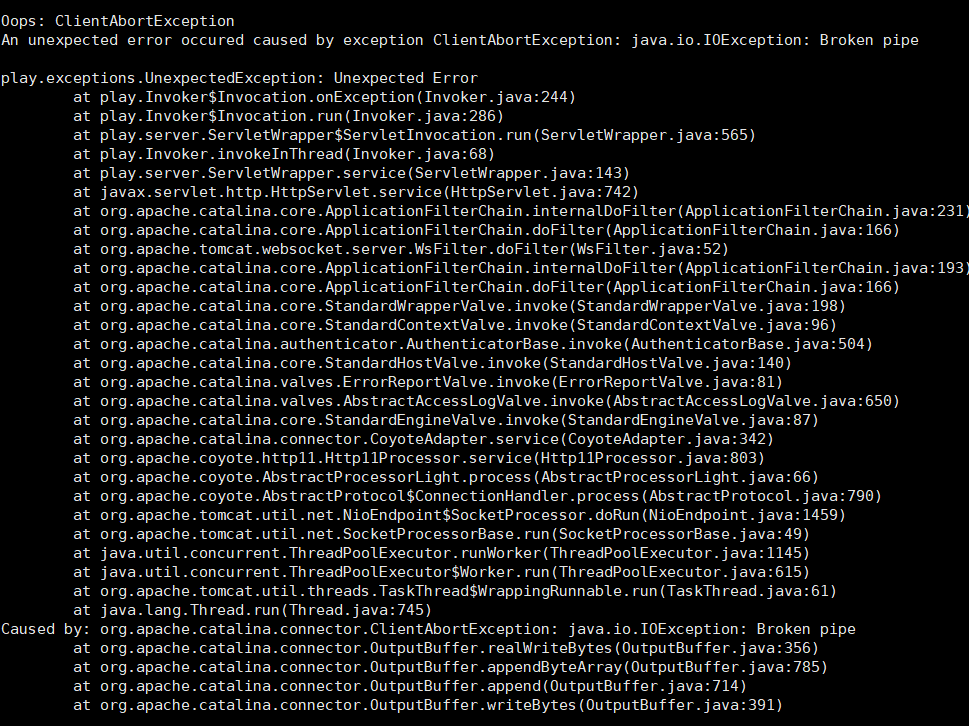 Oops: ClientAbortException
An unexpected error occured caused by exception ClientAbortException: java.io.IOException: Broken pipe
play.exceptions.UnexpectedException: Unexpected Error
at play.Invoker$Invocation.onException(Invoker.java:244)
at play.Invoker$Invocation.run(Invoker.java:286)
at play.server.ServletWrapper$ServletInvocation.run(ServletWrapper.java:565)
at play.Invoker.invokeInThread(Invoker.java:68)
at play.server.ServletWrapper.service(ServletWrapper.java:143)
at javax.servlet.http.HttpServlet.service(HttpServlet.java:742)
at org.apache.catalina.core.ApplicationFilterChain.internalDoFilter(ApplicationFilterChain.java:231)
at org.apache.catalina.core.ApplicationFilterChain.doFilter(ApplicationFilterChain.java:166)
at org.apache.tomcat.websocket.server.WsFilter.doFilter(WsFilter.java:52)
at org.apache.catalina.core.ApplicationFilterChain.internalDoFilter(ApplicationFilterChain.java:193)
at org.apache.catalina.core.ApplicationFilterChain.doFilter(ApplicationFilterChain.java:166)
at org.apache.catalina.core.StandardWrapperValve.invoke(StandardWrapperValve.java:198)
at org.apache.catalina.core.StandardContextValve.invoke(StandardContextValve.java:96)
at org.apache.catalina.authenticator.AuthenticatorBase.invoke(AuthenticatorBase.java:504)
at org.apache.catalina.core.StandardHostValve.invoke(StandardHostValve.java:140)
at org.apache.catalina.valves.ErrorReportValve.invoke(ErrorReportValve.java:81)
at org.apache.catalina.valves.AbstractAccessLogValve.invoke(AbstractAccessLogValve.java:650)
at org.apache.catalina.core.StandardEngineValve.invoke(StandardEngineValve.java:87)
at org.apache.catalina.connector.CoyoteAdapter.service(CoyoteAdapter.java:342)
at org.apache.coyote.http11.Http11Processor.service(Http11Processor.java:803)
at org.apache.coyote.AbstractProcessorLight.process(AbstractProcessorLight.java:66)
at org.apache.coyote.AbstractProtocol$ConnectionHandler.process(AbstractProtocol.java:790)
at org.apache.tomcat.util.net.NioEndpoint$SocketProcessor.doRun(NioEndpoint.java:1459)
at org.apache.tomcat.util.net.SocketProcessorBase.run(SocketProcessorBase.java:49)
at java.util.concurrent.ThreadPoolExecutor.runWorker(ThreadPoolExecutor.java:1145)
at java.util.concurrent.ThreadPoolExecutor$Worker.run(ThreadPoolExecutor.java:615)
at org.apache.tomcat.util.threads.TaskThread$WrappingRunnable.run(TaskThread.java:61)
at java.lang.Thread.run(Thread.java:745)
Caused by: org.apache.catalina.connector.ClientAbortException: java.io.IOException: Broken pipe
at org.apache.catalina.connector.OutputBuffer.realWriteBytes(OutputBuffer.java:356)
at org.apache.catalina.connector.OutputBuffer.appendByteArray(OutputBuffer.java:785)
at org.apache.catalina.connector.OutputBuffer.append(OutputBuffer.java:714)
at org.apache.catalina.connector.OutputBuffer.writeBytes(OutputBuffer.java:391)